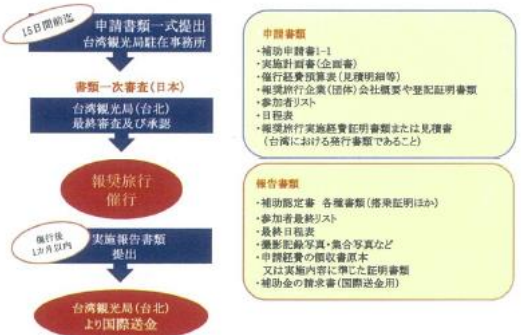 15日間前迄
申請書類一式提出
台湾観光局駐在事務所
書類一次審査(日本)
台湾観光局(台北)
最終審査及び承認
報奨旅行
催行
催行後
1カ月以内
実施報告書類
提出
台湾観光局(台北)
より国際送金
申請書類
・補助申請書1-1
・実施計画書(企画書)
・催行経費預算表(見積明細等)
・報奨旅行企業(団体)会社概要や登記証明書類
・参加者リスト
・日程表
・報奨旅行実施経費証明書類または見積書
(台湾における発行書類であること)
報告書類
・補助認定書 各種書類(搭乗証明ほか)
・参加者最終リスト
・最終日程表
・撮影記録写真・集合写真など
・申請経費の領収書原本
又は実施内容に準じた証明書類
・補助金の請求書(国際送金用)